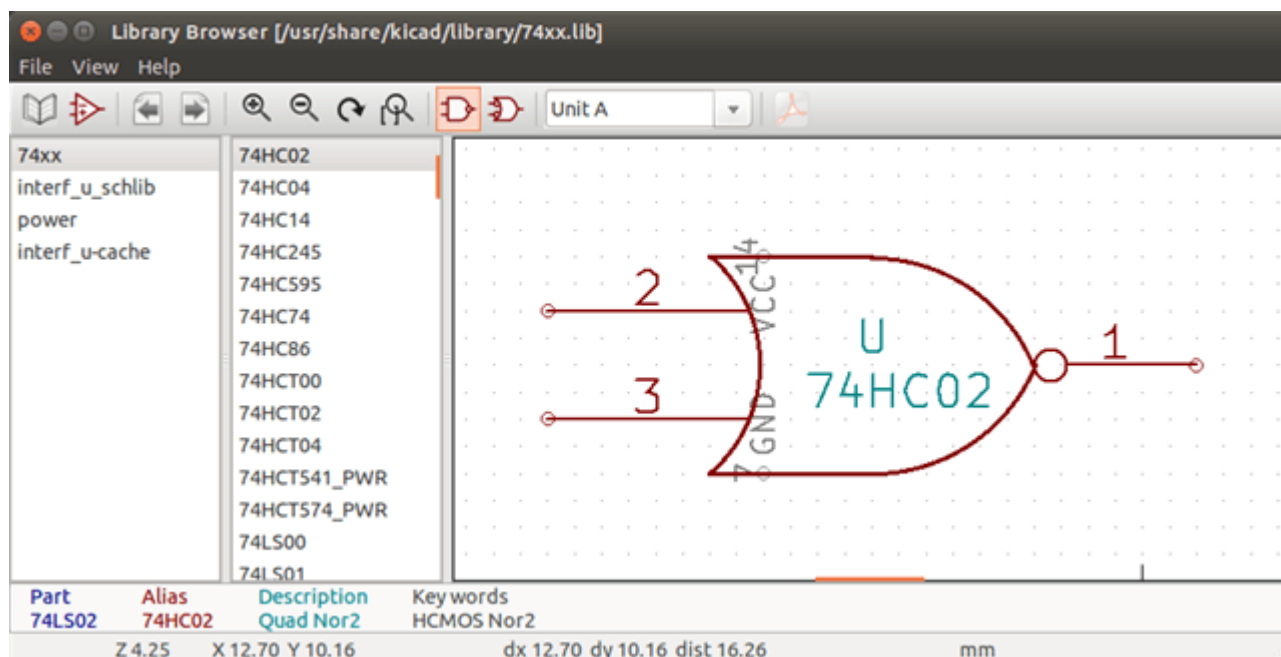 Library Browser [/usr/share/kicad/library/74xx.lib]
File View Help
Unit A
74xx
interf_u_schlib
power
interf_u-cache
74HC02
74HC04
74HC14
74HC245
74HC595
74HC74
74HC86
74HCT00
74HCT02
74HCT04
74HCT541_PWR
74HCT574_PWR
74LS00
74LS01
14
VCC
2
U
1
74HC02
3
GND
7
Part Alias Description Key words
74LS02 74HC02 Quad Nor2 HCMOS Nor2
Z 4.25 X 12.70 Y 10.16 dx 12.70 dy 10.16 dist 16.26 mm